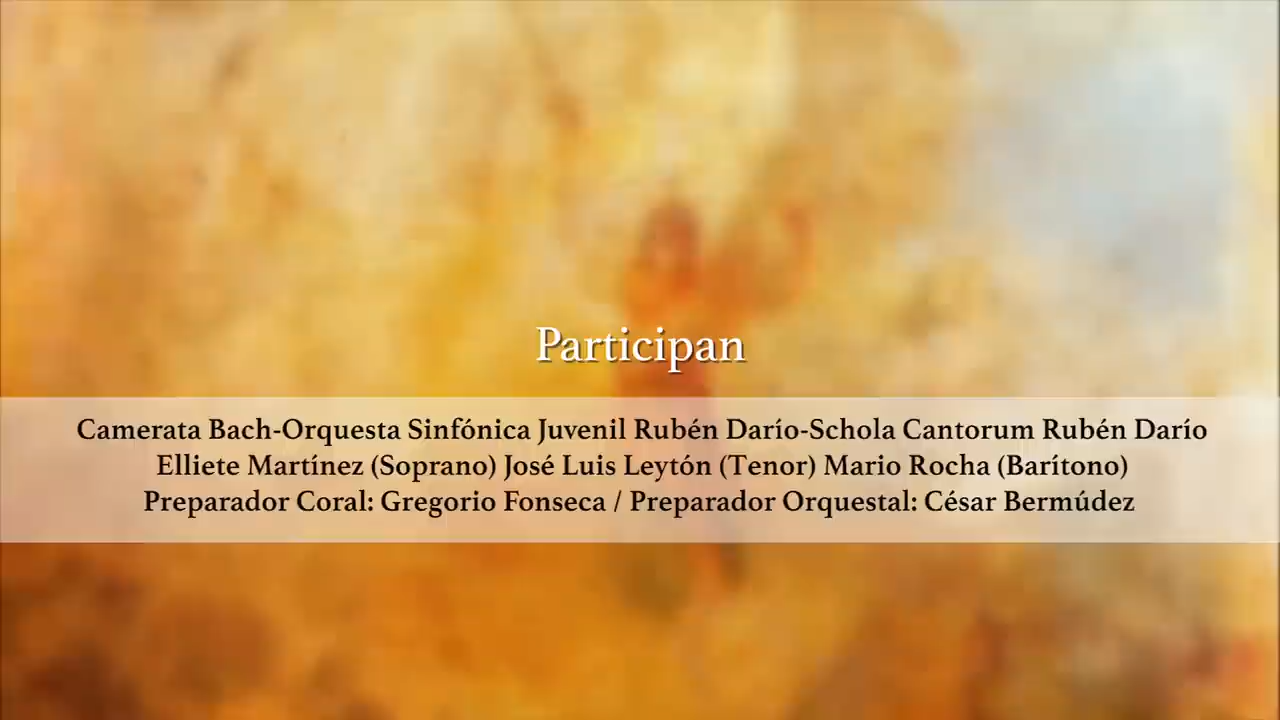 Participan
Camerata Bach-Orquesta Sinfónica Juvenil Rubén Darío-Schola Cantorum Rubén Darío
Elliete Martínez (Soprano) José Luis Leytón (Tenor) Mario Rocha (Barítono)
Preparador Coral: Gregorio Fonseca / Preparador Orquestal: César Bermúdez